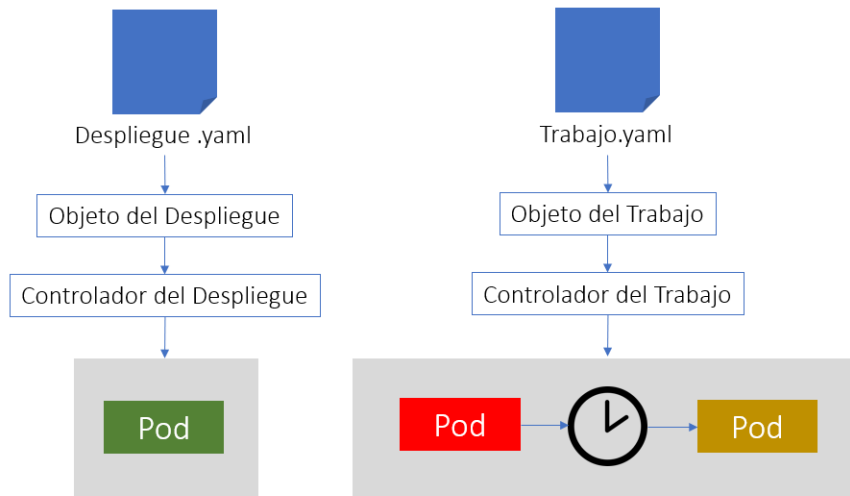 Despliegue .yaml
Objeto del Despliegue
Controlador del Despliegue
Pod
Trabajo.yaml
Objeto del Trabajo
Controlador del Trabajo
Pod
Pod